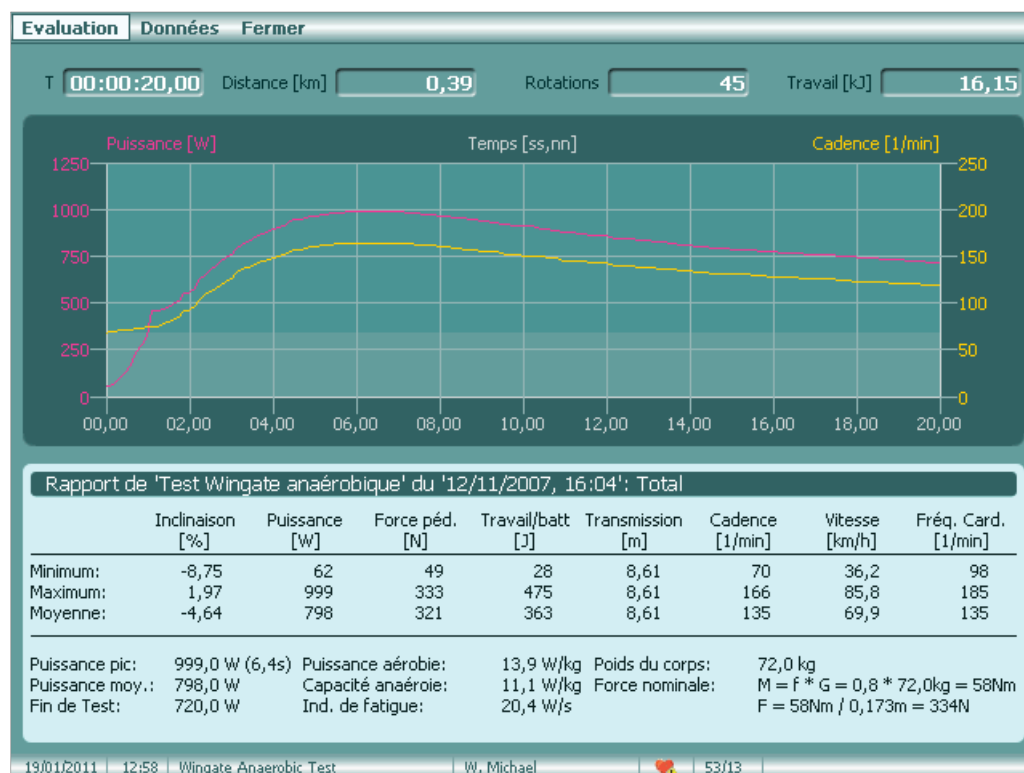 Evaluation Données Fermer
T 00:00:20,00 Distance [km] 0,39 Rotations 45 Travail [kJ] 16,15
Puissance [W] Temps [ss,nn] Cadence [1/min]
1250 250
1000 200
750 150
500 100
250 50
0 0
00,00 02,00 04,00 06,00 08,00 10,00 12,00 14,00 16,00 18,00 20,00
Rapport de 'Test Wingate anaérobique' du '12/11/2007, 16:04': Total
Inclinaison Puissance Force péd. Travail/batt Transmission Cadence Vitesse Fréq. Card.
[%] [W] [N] [J] [m] [1/min] [km/h] [1/min]
Minimum: -8,75 62 49 28 8,61 70 36,2 98
Maximum: 1,97 999 333 475 8,61 166 85,8 185
Moyenne: -4,64 798 321 363 8,61 135 69,9 135
Puissance pic: 999,0 W (6,4s) Puissance aérobie: 13,9 W/kg Poids du corps: 72,0 kg
Puissance moy.: 798,0 W Capacité anaéroie: 11,1 W/kg Force nominale: M = f * G = 0,8 * 72,0kg = 58Nm
Fin de Test: 720,0 W Ind. de fatigue: 20,4 W/s F = 58Nm / 0,173m = 334N
19/01/2011 12:58 Wingate Anaerobic Test W. Michael 53/13